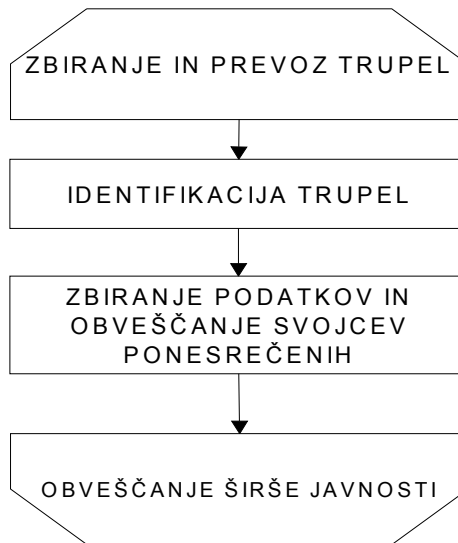 ZBIRANJE IN PREVOZ TRUPEL
IDENTIFIKACIJA TRUPEL
ZBIRANJE PODATKOV IN
OBVEŠČANJE SVOJCEV
PONESREČENIH
OBVEŠČANJE ŠIRŠE JAVNOSTI